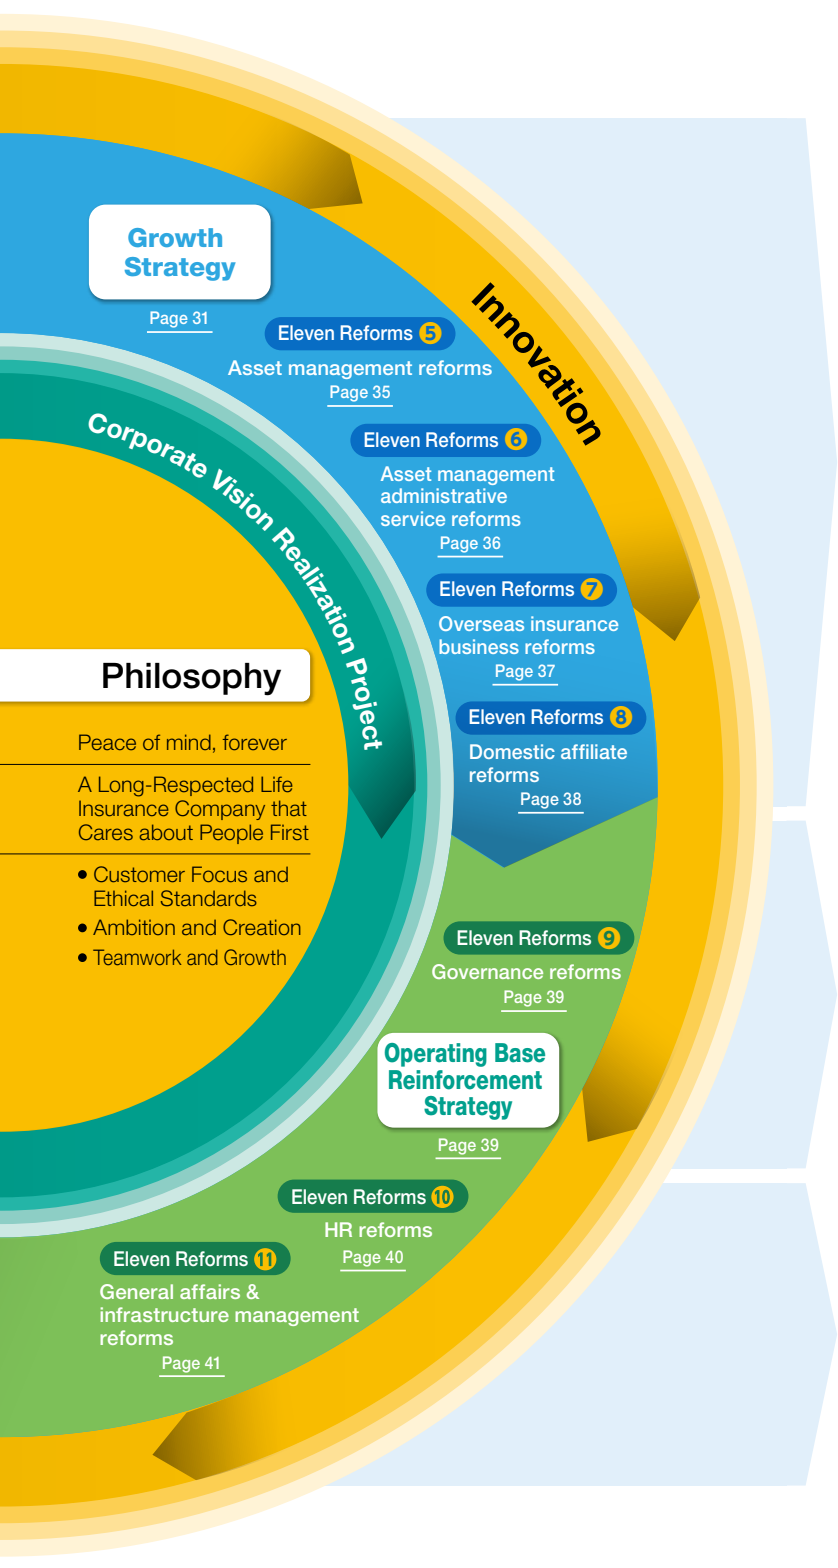 Growth
Strategy
Page 31
Innovation
Eleven Reforms 5
Asset management reforms
Page 35
Eleven Reforms 6
Asset management
administrative
service reforms
Page 36
Eleven Reforms 7
Overseas insurance
business reforms
Page 37
Eleven Reforms 8
Domestic affiliate
reforms
Page 38
Corporate Vision Realization Project
Philosophy
Peace of mind, forever
A Long-Respected Life
Insurance Company that
Cares about People First
• Customer Focus and
Ethical Standards
• Ambition and Creation
• Teamwork and Growth
Eleven Reforms 9
Governance reforms
Page 39
Operating Base
Reinforcement
Strategy
Page 39
Eleven Reforms 10
HR reforms
Page 40
Eleven Reforms 11
General affairs &
infrastructure management
reforms
Page 41